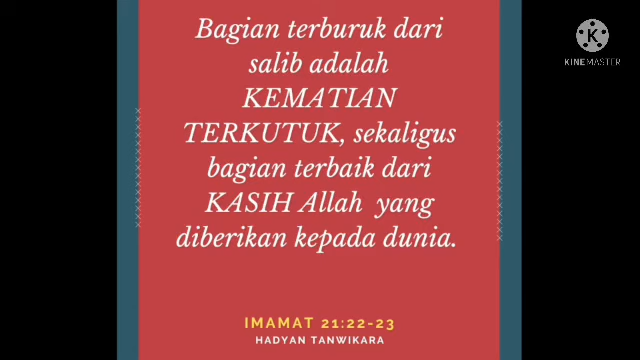 Bagian terburuk dari
salib adalah
KEMATIAN
TERKUTUK, sekaligus
bagian terbaik dari
KASIH Allah yang
diberikan kepada dunia.
IMAMAT 21:22-23
HADYAN TANWIKARA
K
KINEMASTER